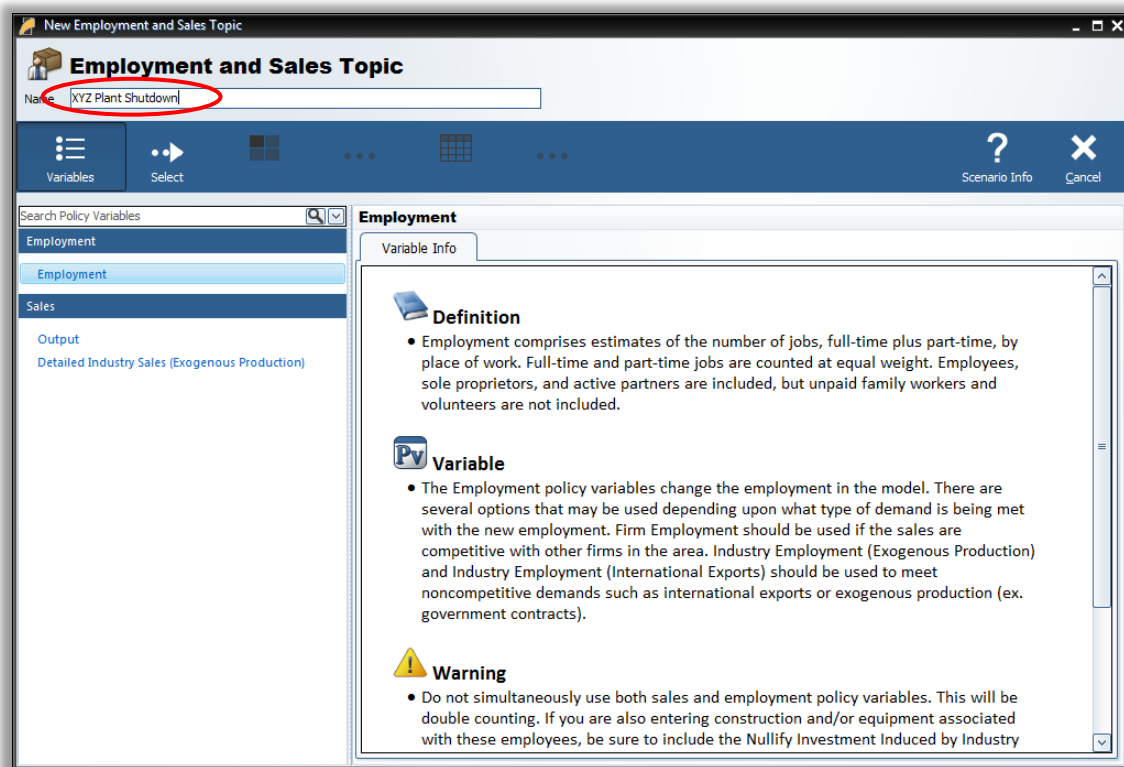 New Employment and Sales Topic
Employment and Sales Topic
Name XYZ Plant Shutdown
Variables
Select
Scenario Info
Cancel
Search Policy Variables
Employment
Employment
Sales
Output
Detailed Industry Sales (Exogenous Production)
Employment
Variable Info
Definition
• Employment comprises estimates of the number of jobs, full-time plus part-time, by
place of work. Full-time and part-time jobs are counted at equal weight. Employees,
sole proprietors, and active partners are included, but unpaid family workers and
volunteers are not included.
Pv Variable
• The Employment policy variables change the employment in the model. There are
several options that may be used depending upon what type of demand is being met
with the new employment. Firm Employment should be used if the sales are
competitive with other firms in the area. Industry Employment (Exogenous Production)
and Industry Employment (International Exports) should be used to meet
noncompetitive demands such as international exports or exogenous production (ex.
government contracts).
Warning
• Do not simultaneously use both sales and employment policy variables. This will be
double counting. If you are also entering construction and/or equipment associated
with these employees, be sure to include the Nullify Investment Induced by Industry